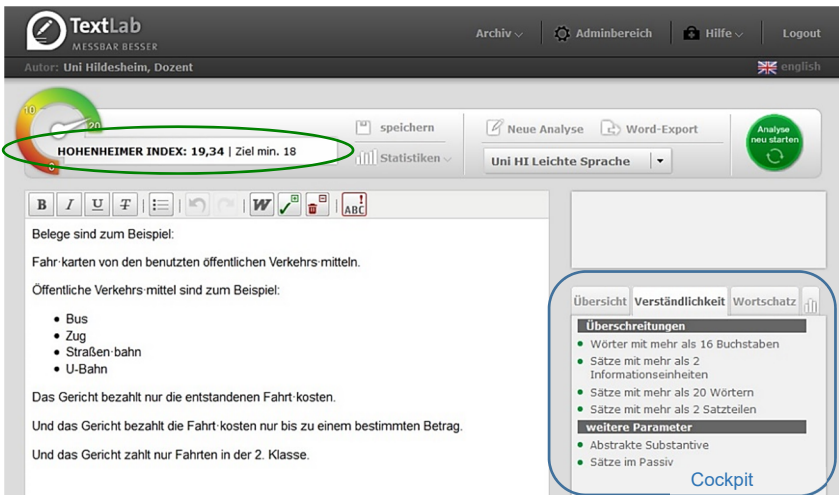 TextLab
MESSBAR BESSER
Archiv
Adminbereich
Hilfe
Logout
Autor: Uni Hildesheim, Dozent
english
10
20
0
HOHENHEIMER INDEX: 19,34 | Ziel min. 18
speichern
Statistiken
Neue Analyse
Word-Export
Uni HI Leichte Sprache
Analyse
neu starten
B I U T W ABC!
Belege sind zum Beispiel:
Fahr·karten von den benutzten öffentlichen Verkehrs·mitteln.
Öffentliche Verkehrs·mittel sind zum Beispiel:
• Bus
• Zug
• Straßen·bahn
• U-Bahn
Das Gericht bezahlt nur die entstandenen Fahrt·kosten.
Und das Gericht bezahlt die Fahrt·kosten nur bis zu einem bestimmten Betrag.
Und das Gericht zahlt nur Fahrten in der 2. Klasse.
Übersicht Verständlichkeit Wortschatz
Überschreitungen
• Wörter mit mehr als 16 Buchstaben
• Sätze mit mehr als 2
Informationseinheiten
• Sätze mit mehr als 20 Wörtern
• Sätze mit mehr als 2 Satzteilen
weitere Parameter
• Abstrakte Substantive
• Sätze im Passiv
Cockpit